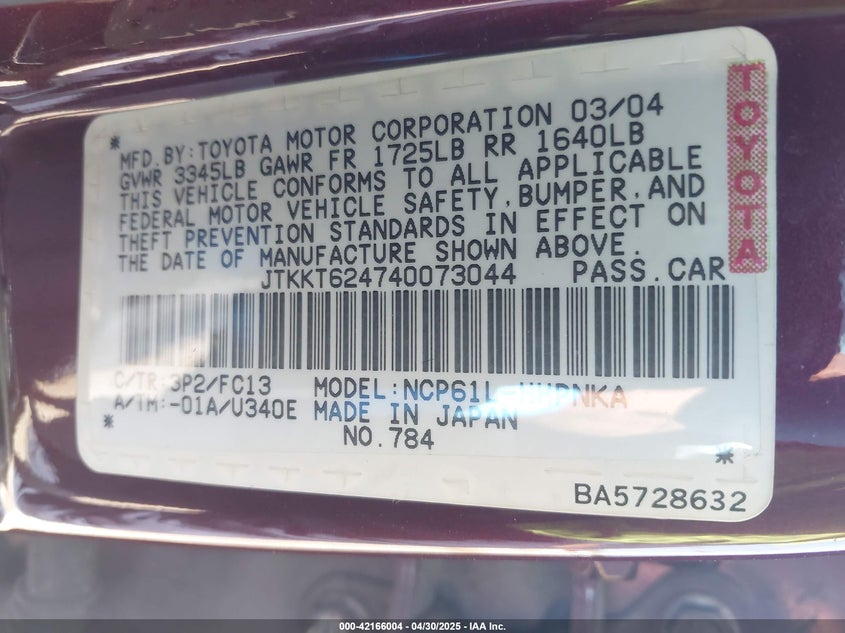 * MFD.BY:TOYOTA MOTOR CORPORATION 03/04
GVWR 3345LB GAWR FR 1725LB RR 1640LB
THIS VEHICLE CONFORMS TO ALL APPLICABLE
FEDERAL MOTOR VEHICLE SAFETY,BUMPER,AND
THEFT PREVENTION STANDARDS IN EFFECT ON
THE DATE OF MANUFACTURE SHOWN ABOVE.
JTKKT624740073044 PASS.CAR
TOYOTA
C/TR:3P2/FC13 MODEL:
A/TM:-01A/U340E MADE IN JAPAN
* NO.784 *
BA5728632
000-42166004 - 04/30/2025 - IAA Inc.